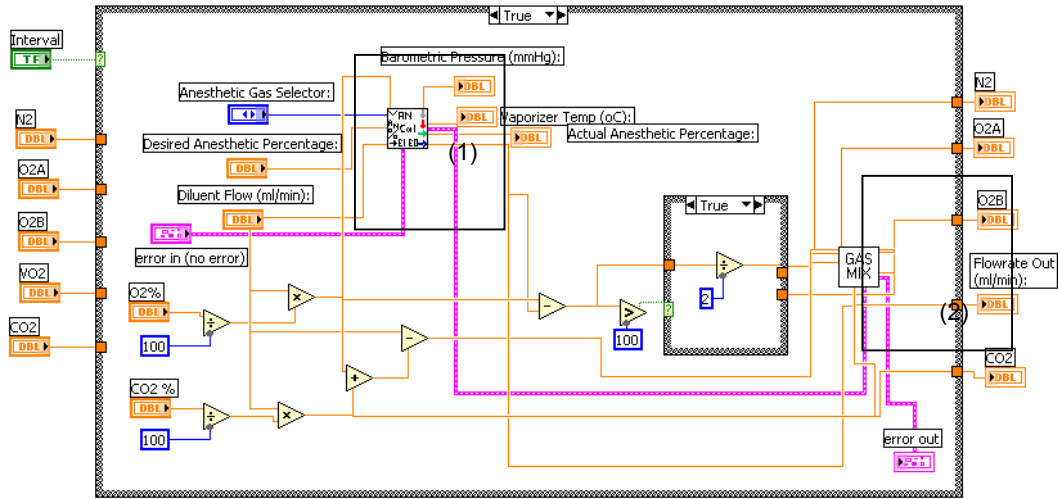 True
Interval
TF
?
Barometric Pressure (mmHg):
DBL
Anesthetic Gas Selector:
AN
Cal
(1)
DBL
Vaporizer Temp (oC):
DBL
Actual Anesthetic Percentage:
Desired Anesthetic Percentage:
DBL
Diluent Flow (ml/min):
DBL
error in (no error)
N2
DBL
O2A
DBL
O2B
DBL
VO2
DBL
CO2
DBL
O2%
DBL
÷
100
×
CO2 %
DBL
÷
100
×
+
−
−
>
100
True
?
÷
2
GAS
MIX
(2)
N2
DBL
O2A
DBL
O2B
DBL
Flowrate Out
(ml/min):
DBL
CO2
DBL
error out